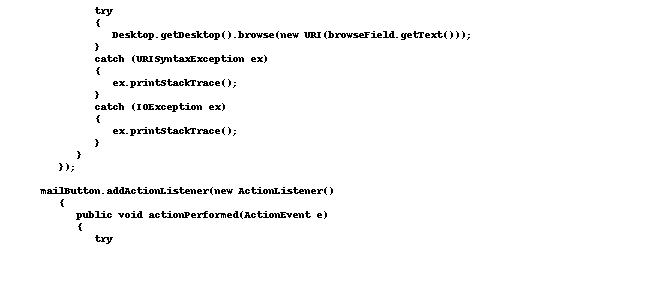 try
{
Desktop.getDesktop().browse(new URI(browseField.getText()));
}
catch (URISyntaxException ex)
{
ex.printStackTrace();
}
catch (IOException ex)
{
ex.printStackTrace();
}
}
});
mailButton.addActionListener(new ActionListener()
{
public void actionPerformed(ActionEvent e)
{
try